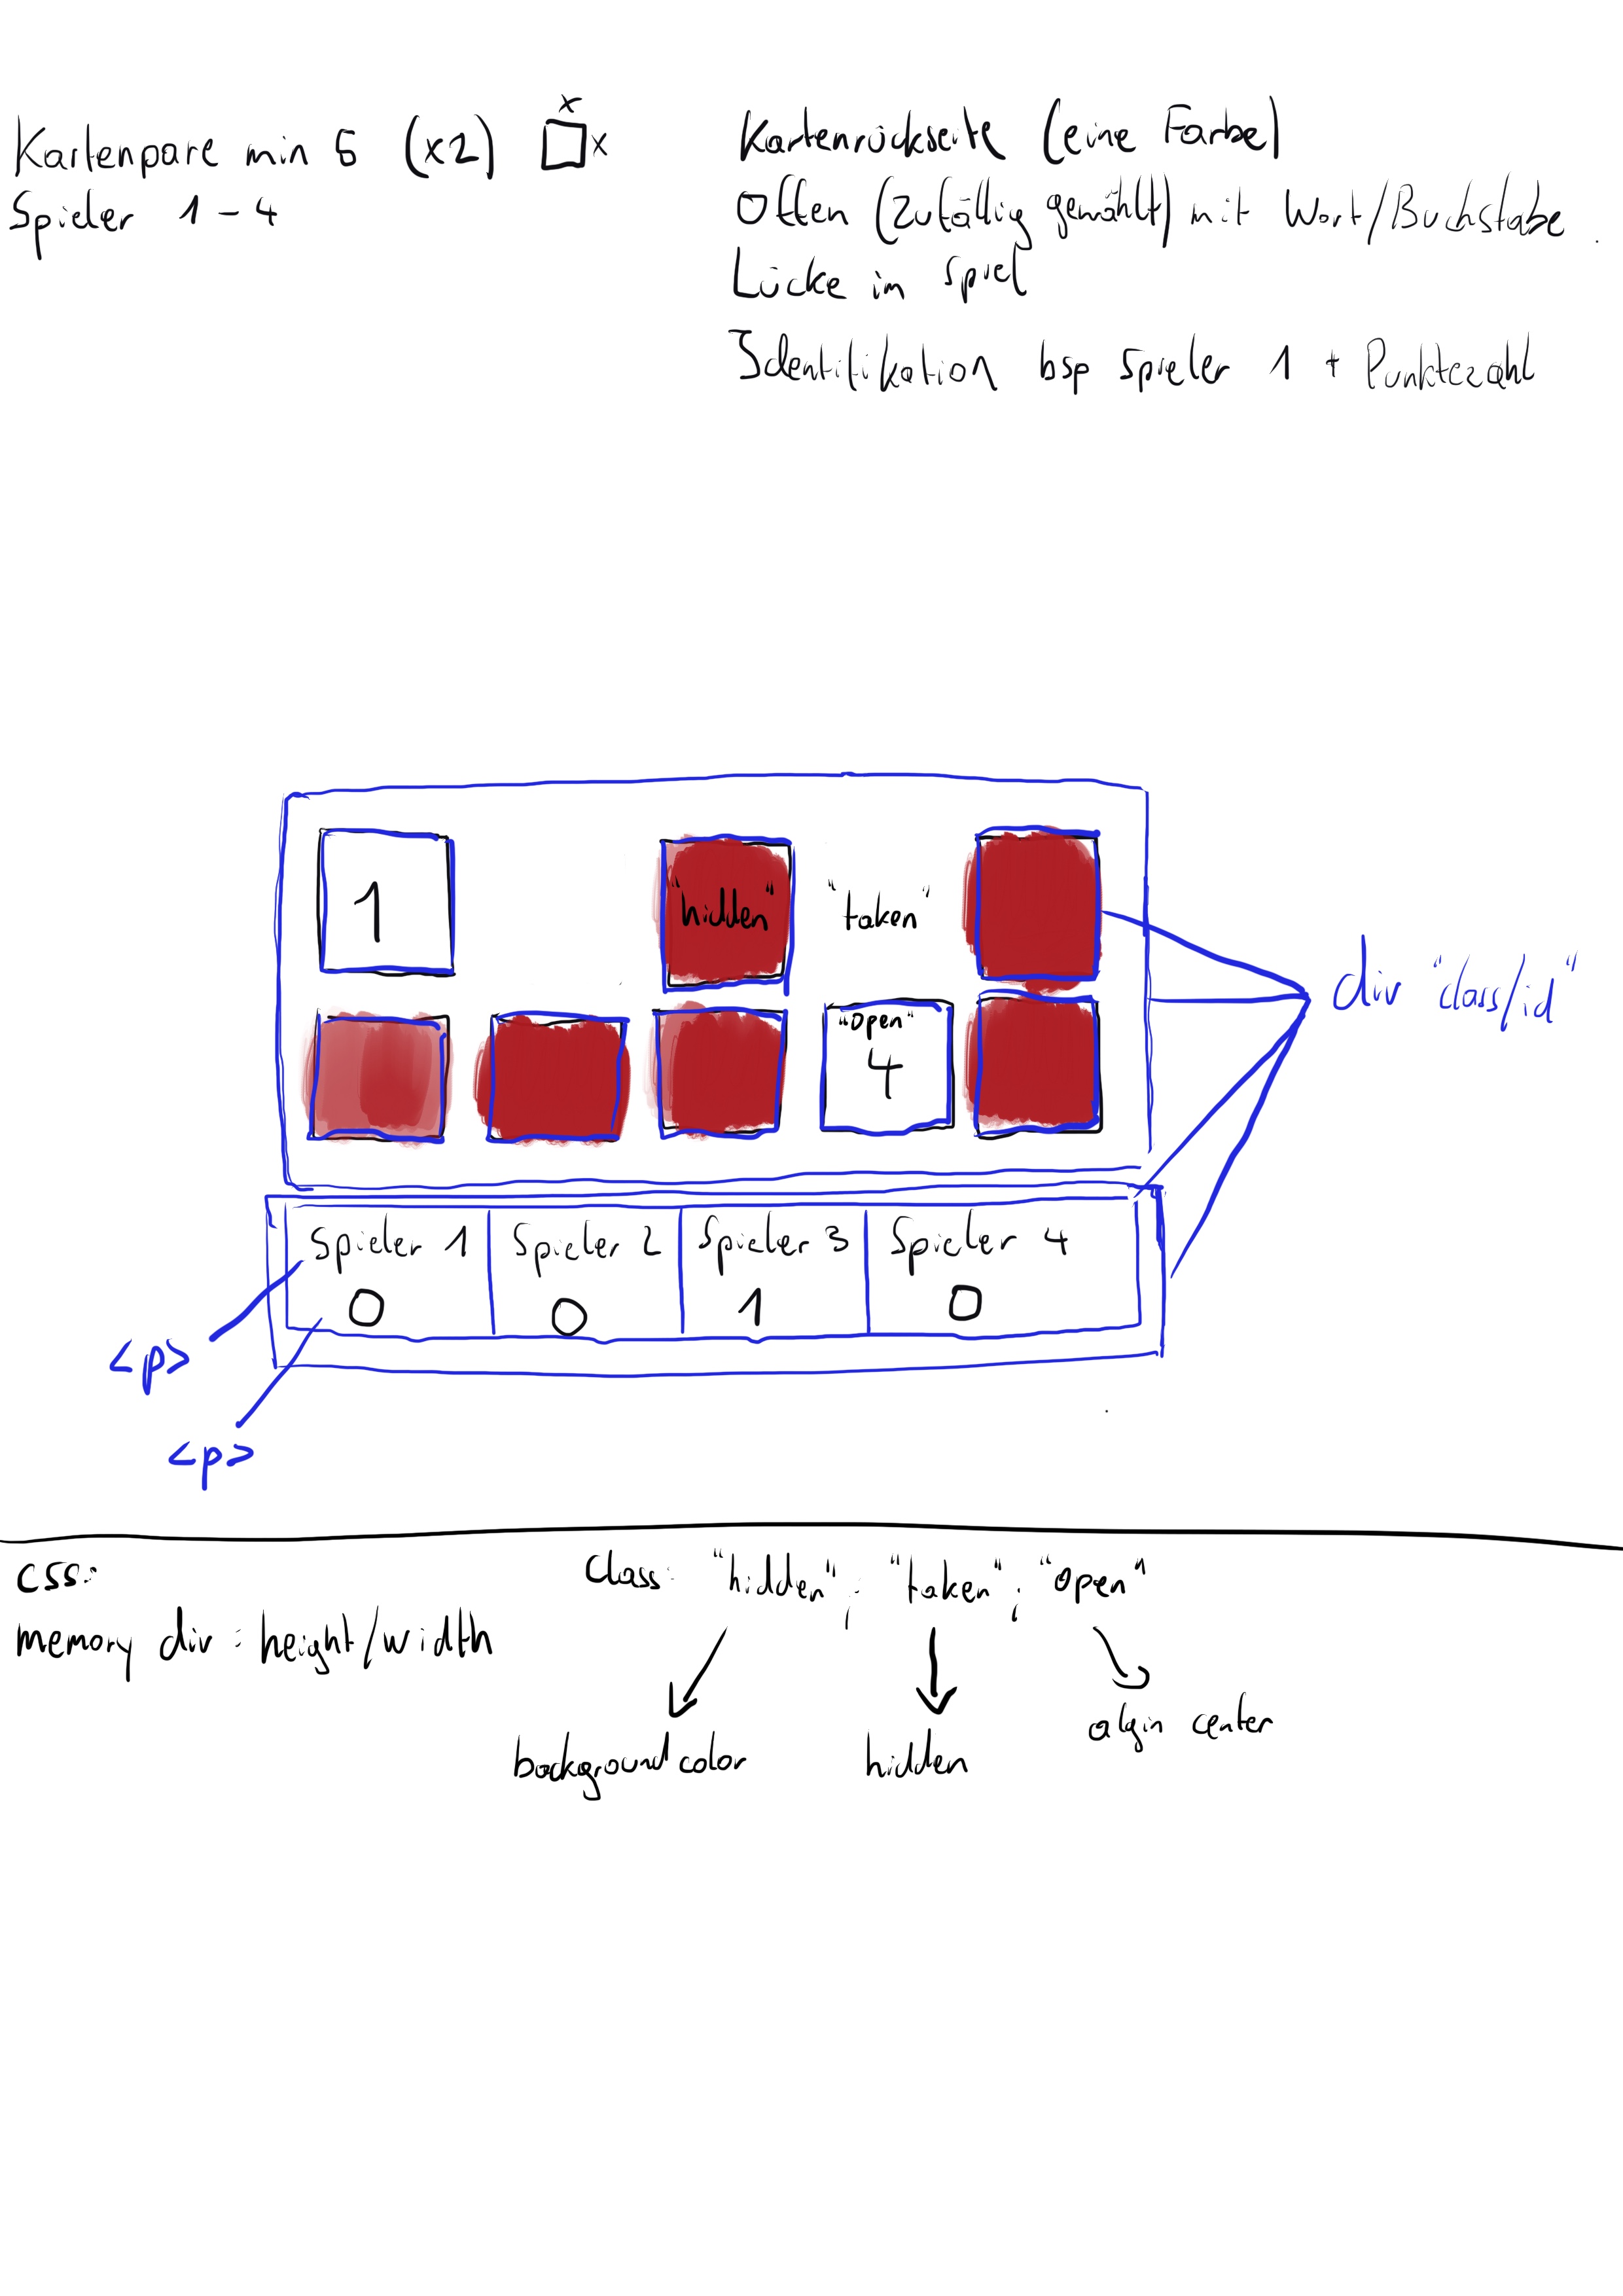 Kartenpare min 5 (x2) x x
Spieler 1 - 4
Kartenrückseite (eine Farbe)
Offen (zufällig gewählt) mit Wort/Buchstabe.
Lücke im Spiel
Identifikation bsp Spieler 1 + Punktezahl
1 "hidden" "taken"
"open"
4
div "class/id"
Spieler 1 Spieler 2 Spieler 3 Spieler 4
0 0 1 0
<p>
<p>
css:
memory div: height/width
Class: "hidden"; "taken"; "open"
background color
hidden
algin center